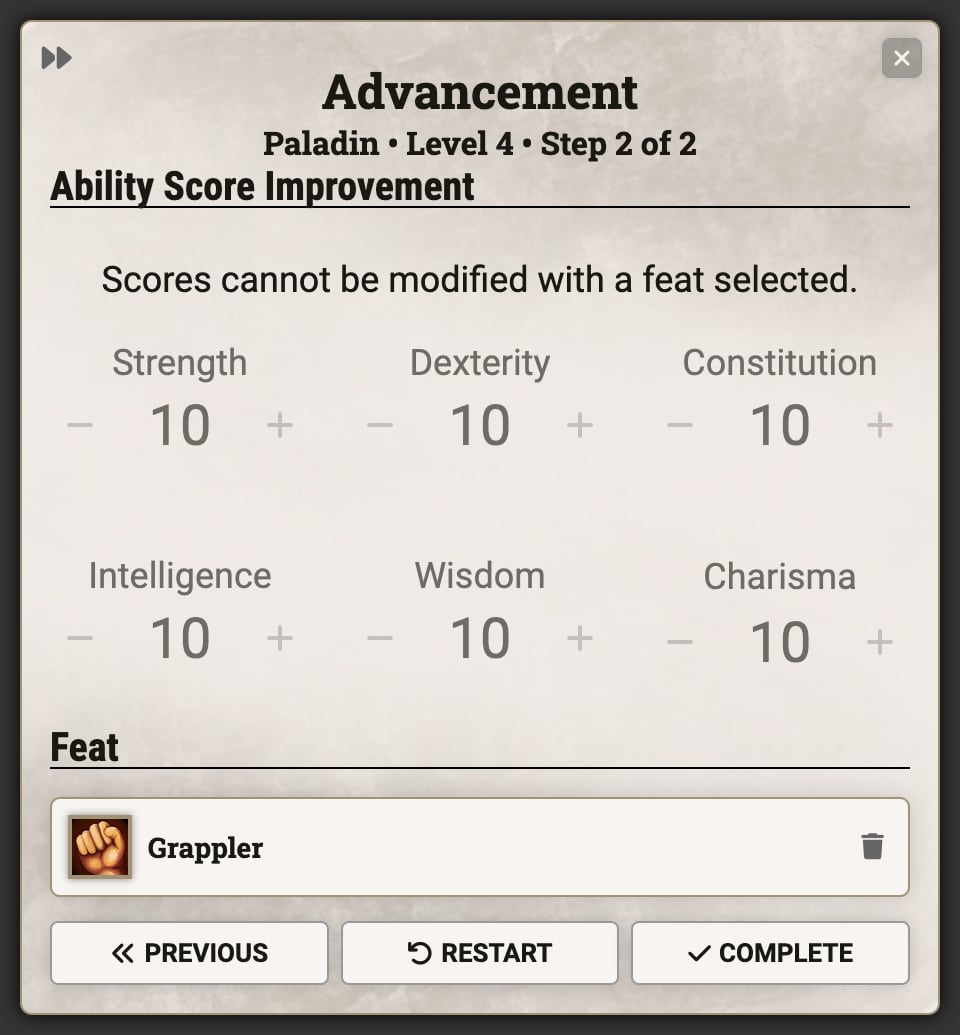 Advancement
Paladin • Level 4 • Step 2 of 2
Ability Score Improvement
Scores cannot be modified with a feat selected.
Strength Dexterity Constitution
− 10 + − 10 + − 10 +
Intelligence Wisdom Charisma
− 10 + − 10 + − 10 +
Feat
Grappler
PREVIOUS RESTART COMPLETE